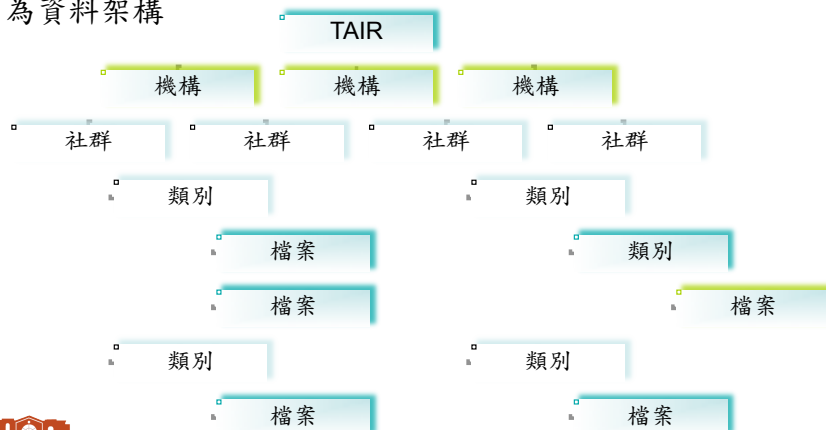 為資料架構
TAIR
機構 機構 機構
社群 社群 社群 社群
類別 類別
檔案 類別
檔案 檔案
類別 類別
檔案 檔案